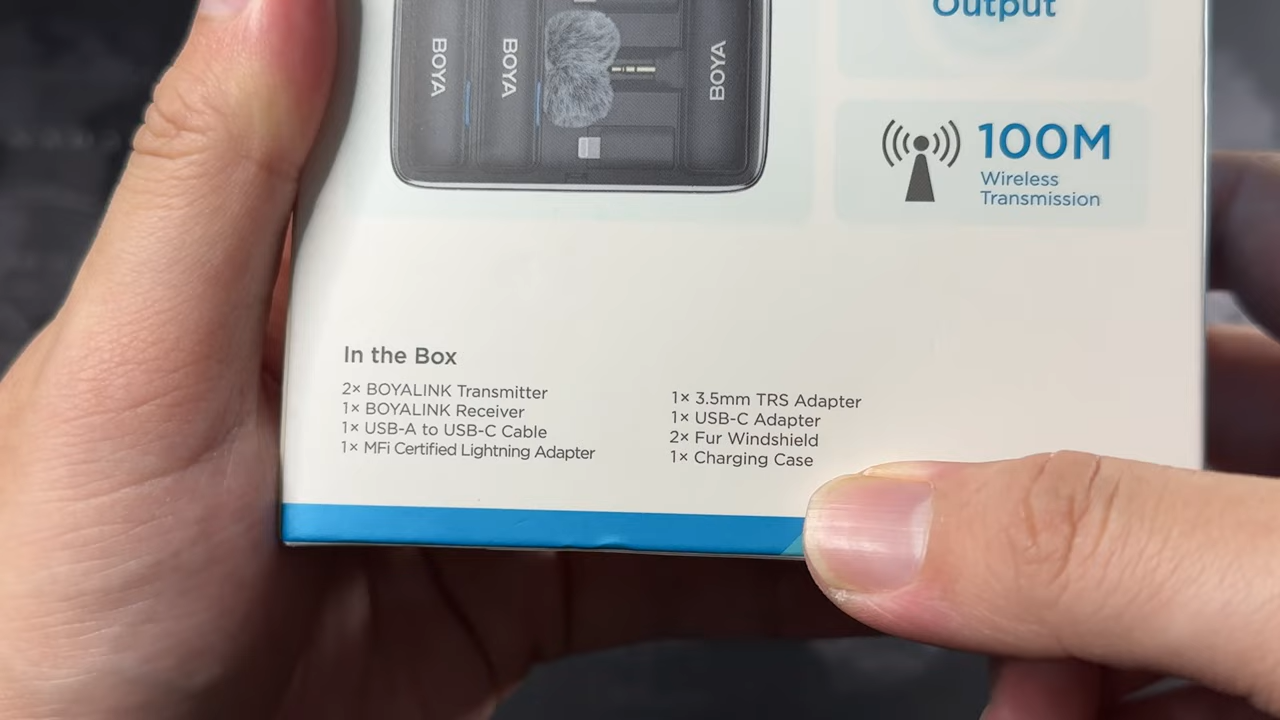 Output
BOYA
BOYA
BOYA
100M
Wireless
Transmission
In the Box
2× BOYALINK Transmitter
1× BOYALINK Receiver
1× USB-A to USB-C Cable
1× MFi Certified Lightning Adapter
1× 3.5mm TRS Adapter
1× USB-C Adapter
2× Fur Windshield
1× Charging Case